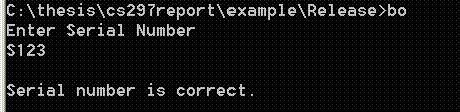 C:\thesis\cs297report\example\Release>bo
Enter Serial Number
S123
Serial number is correct.